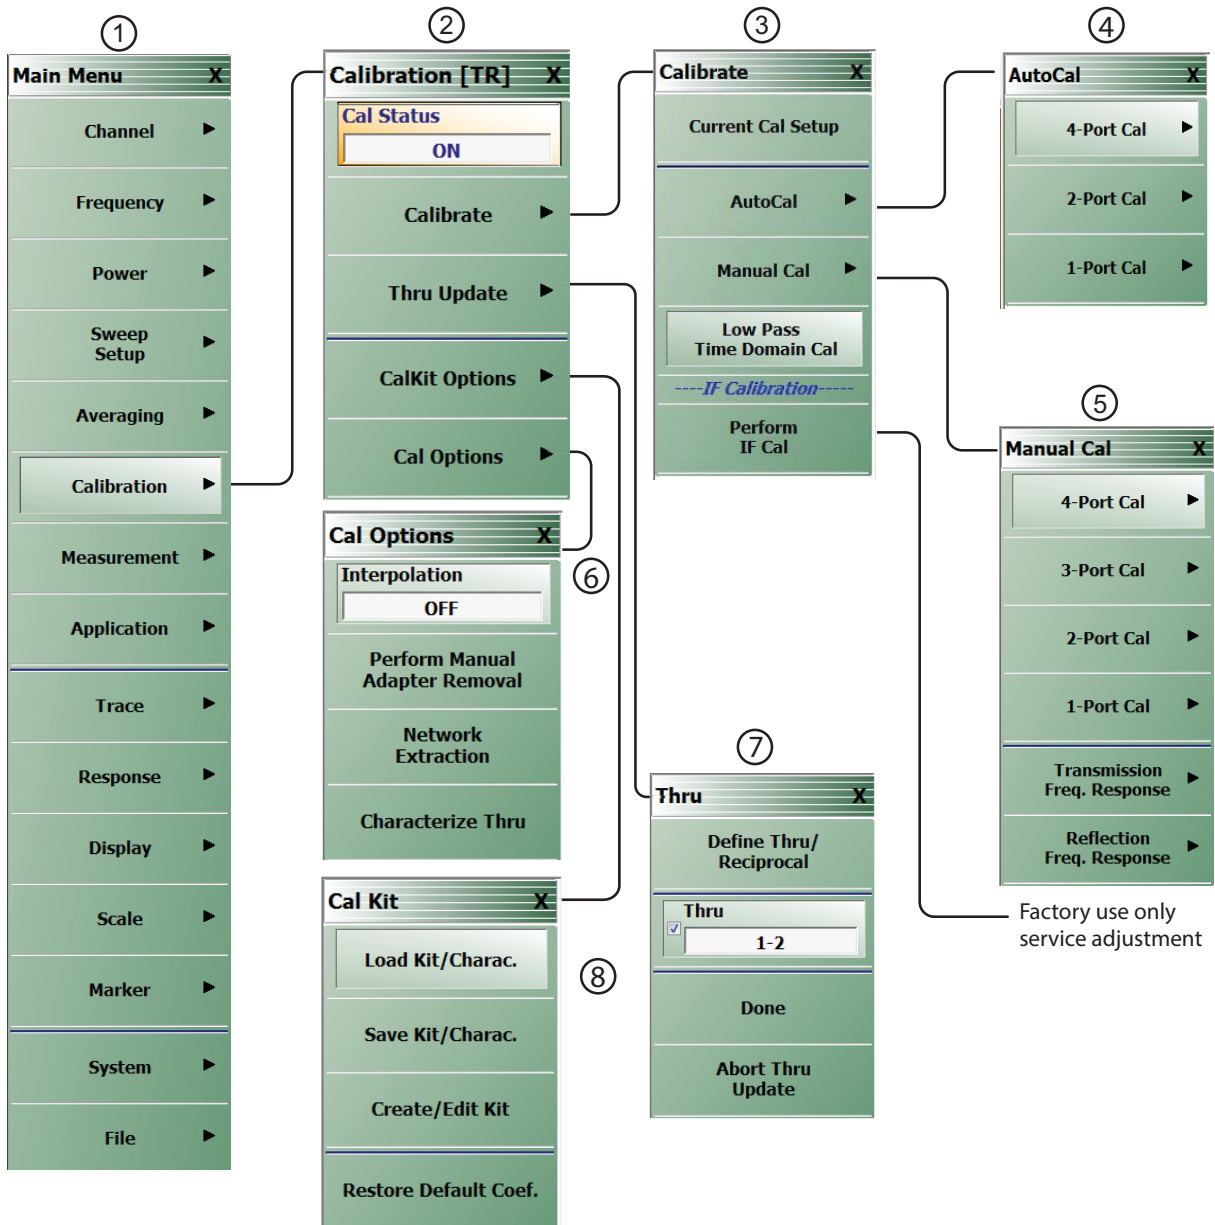 1
Main Menu X
Channel
Frequency
Power
Sweep
Setup
Averaging
Calibration
Measurement
Application
Trace
Response
Display
Scale
Marker
System
File
2
Calibration [TR] X
Cal Status
ON
Calibrate
Thru Update
CalKit Options
Cal Options
Cal Options X
6
Interpolation
OFF
Perform Manual
Adapter Removal
Network
Extraction
Characterize Thru
Cal Kit X
8
Load Kit/Charac.
Save Kit/Charac.
Create/Edit Kit
Restore Default Coef.
3
Calibrate X
Current Cal Setup
AutoCal
Manual Cal
Low Pass
Time Domain Cal
----IF Calibration-----
Perform
IF Cal
7
Thru X
Define Thru/
Reciprocal
Thru
1-2
Done
Abort Thru
Update
4
AutoCal X
4-Port Cal
2-Port Cal
1-Port Cal
5
Manual Cal X
4-Port Cal
3-Port Cal
2-Port Cal
1-Port Cal
Transmission
Freq. Response
Reflection
Freq. Response
Factory use only
service adjustment